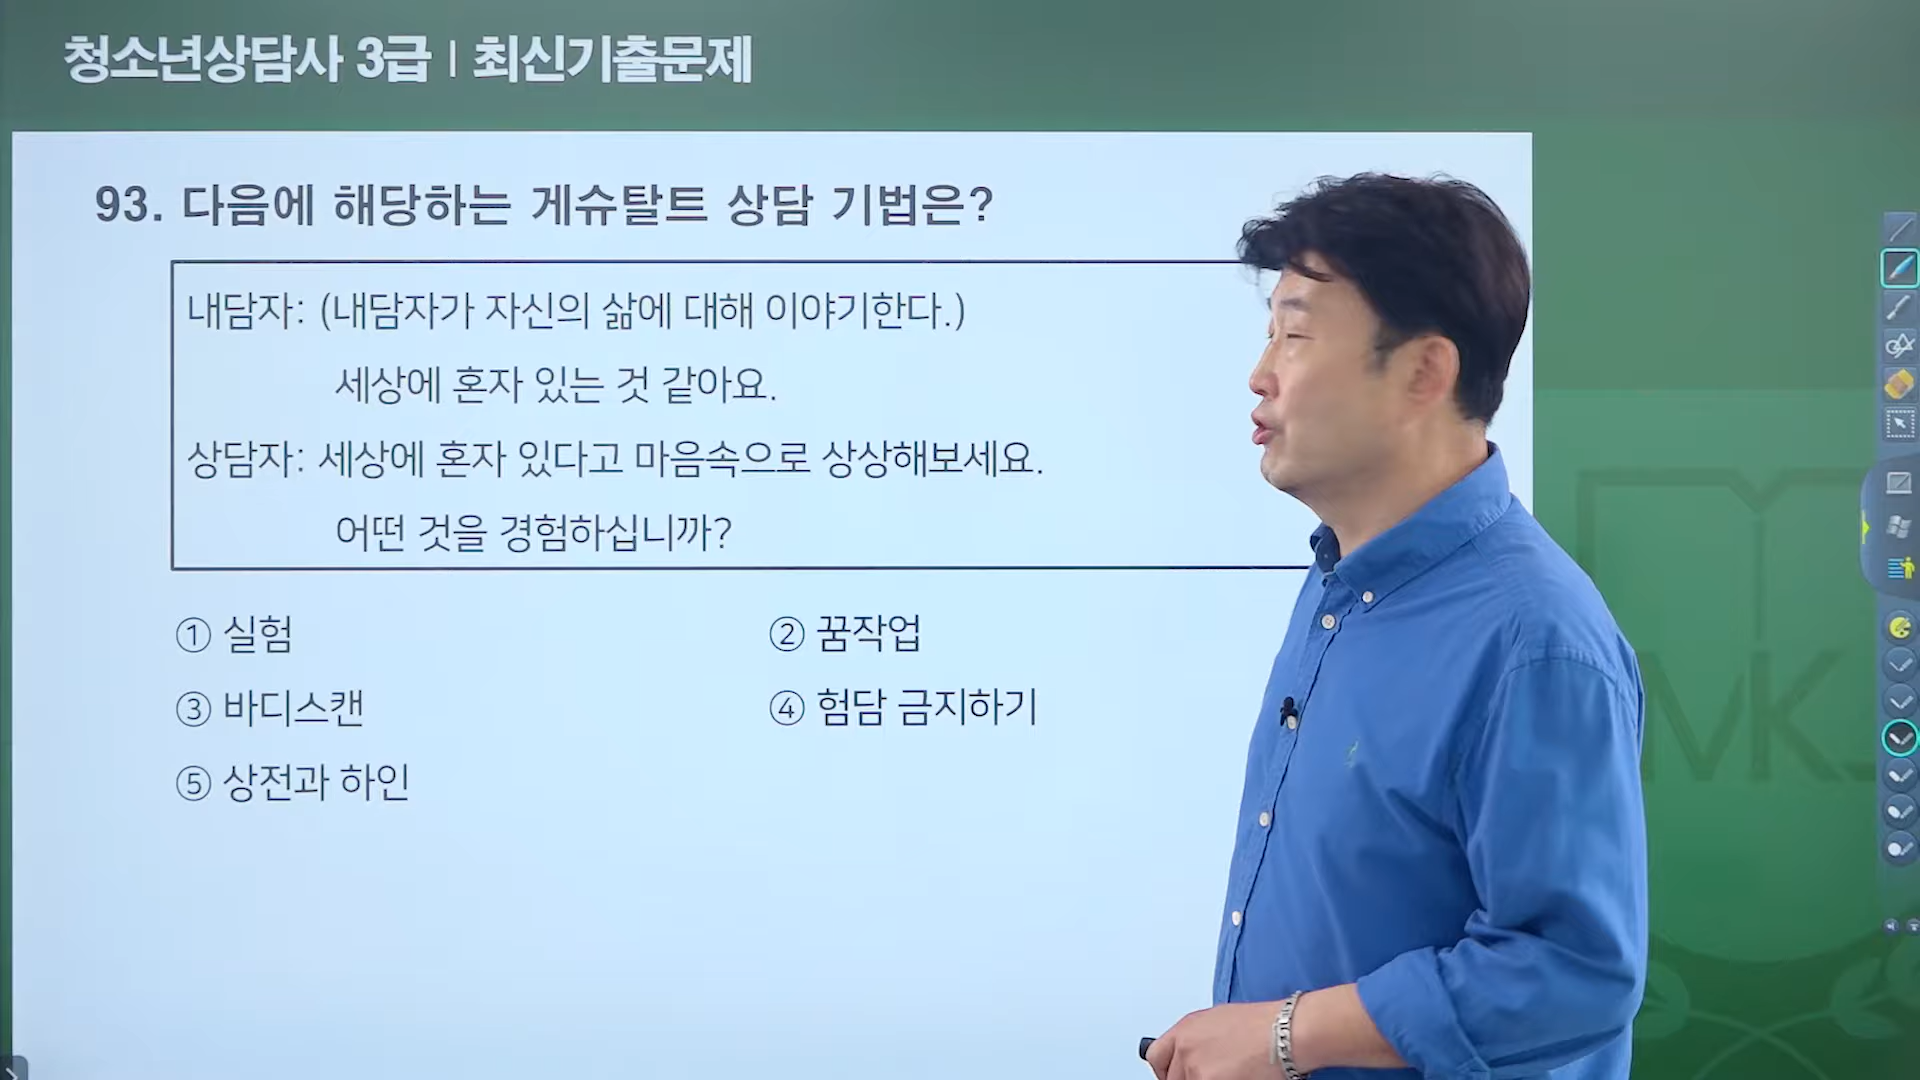 청소년상담사 3급 | 최신기출문제
93. 다음에 해당하는 게슈탈트 상담 기법은?
내담자: (내담자가 자신의 삶에 대해 이야기한다.)
세상에 혼자 있는 것 같아요.
상담자: 세상에 혼자 있다고 마음속으로 상상해보세요.
어떤 것을 경험하십니까?
① 실험
② 꿈작업
③ 바디스캔
④ 험담 금지하기
⑤ 상전과 하인
MK